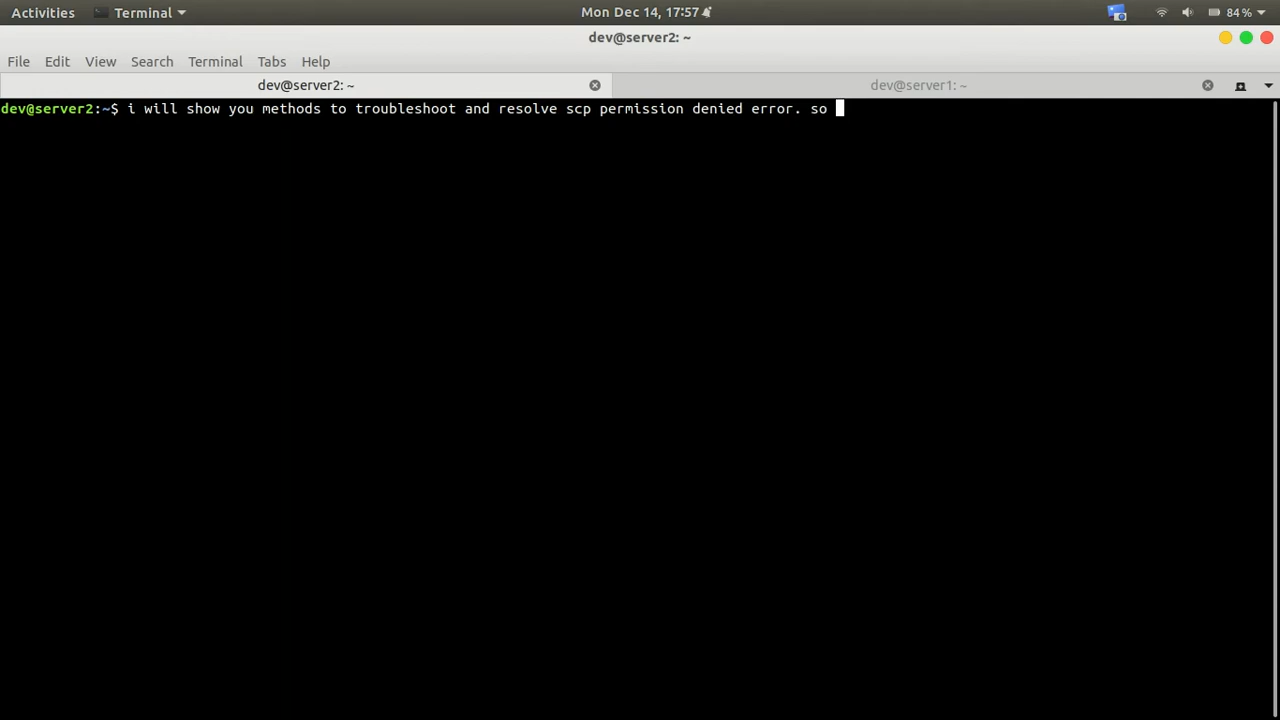 Activities Terminal Mon Dec 14, 17:57 84%
dev@server2: ~
File Edit View Search Terminal Tabs Help
dev@server2: ~ dev@server1: ~
dev@server2:~$ i will show you methods to troubleshoot and resolve scp permission denied error. so